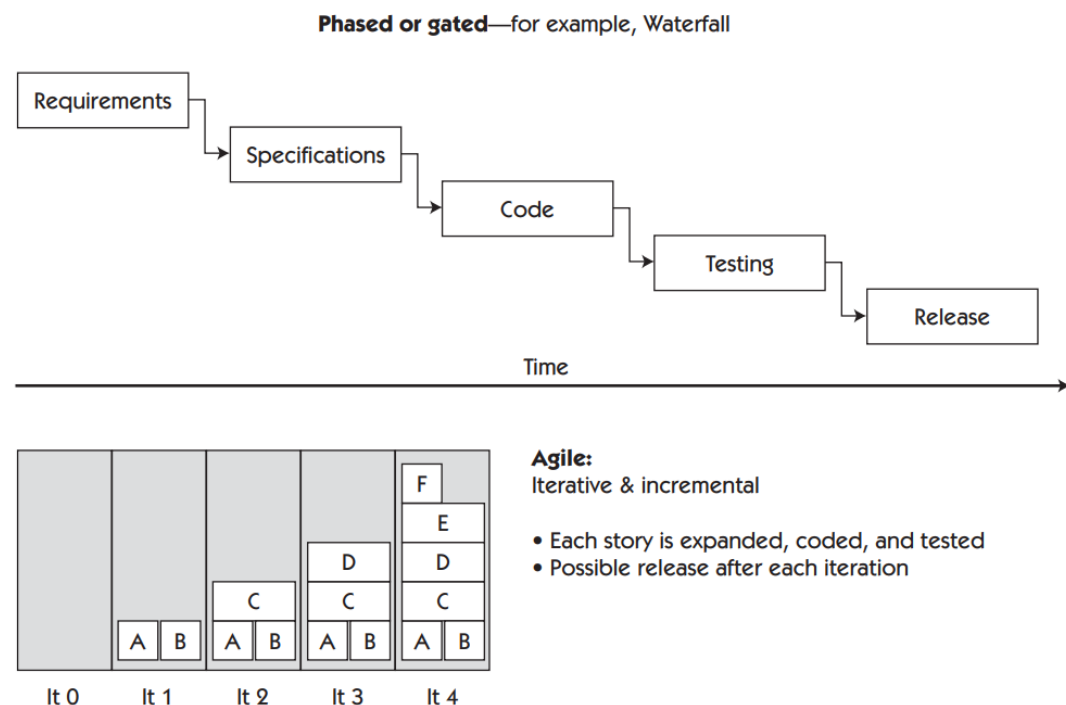 Phased or gated—for example, Waterfall
Requirements
Specifications
Code
Testing
Release
Time
Agile:
Iterative & incremental
• Each story is expanded, coded, and tested
• Possible release after each iteration
F
E
D D
C C C
A B A B A B A B
It 0 It 1 It 2 It 3 It 4